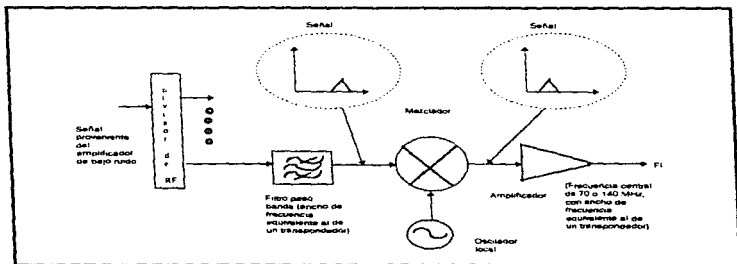 Señal
Señal
Mezclador
divisor de RF
Señal
proveniente
del
amplificador
de bajo ruido
FI
Filtro paso
banda (ancho de
frecuencia
equivalente al de
un transpondedor)
Amplificador
(Frecuencia central
de 70 o 140 MHz,
con ancho de
frecuencia
equivalente al de
un transpondedor)
Oscilador
local